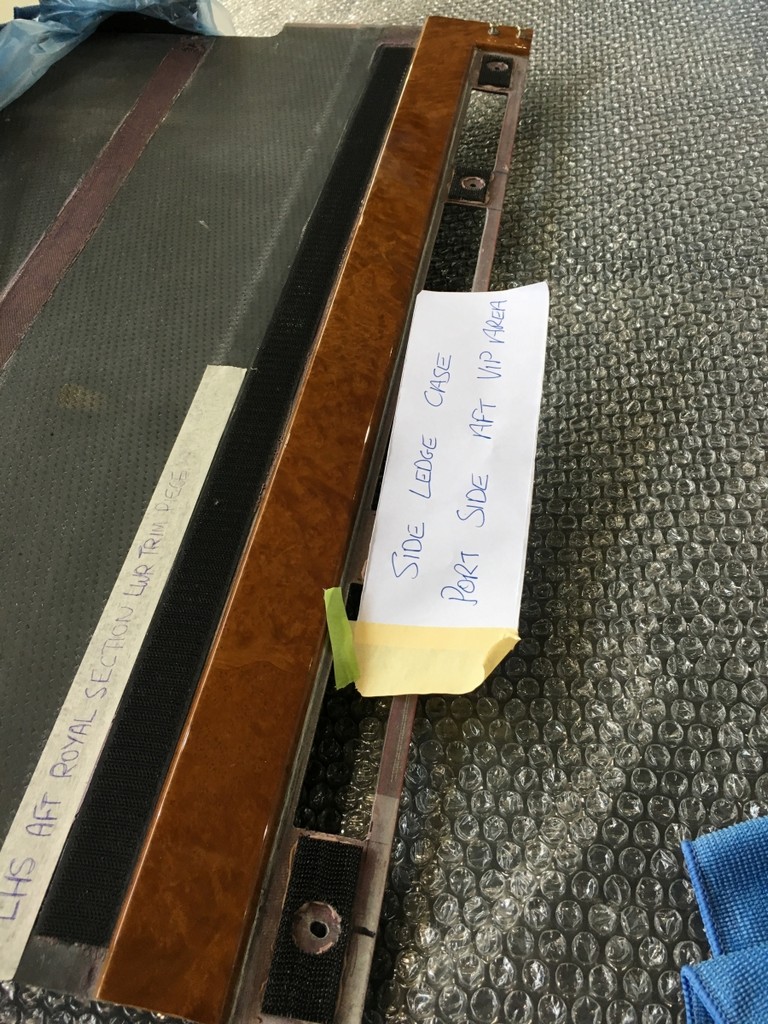 SIDE LEDGE CASE
PORT SIDE AFT VIP AREA
LHS AFT ROYAL SECTION LWR TRIM PIECE